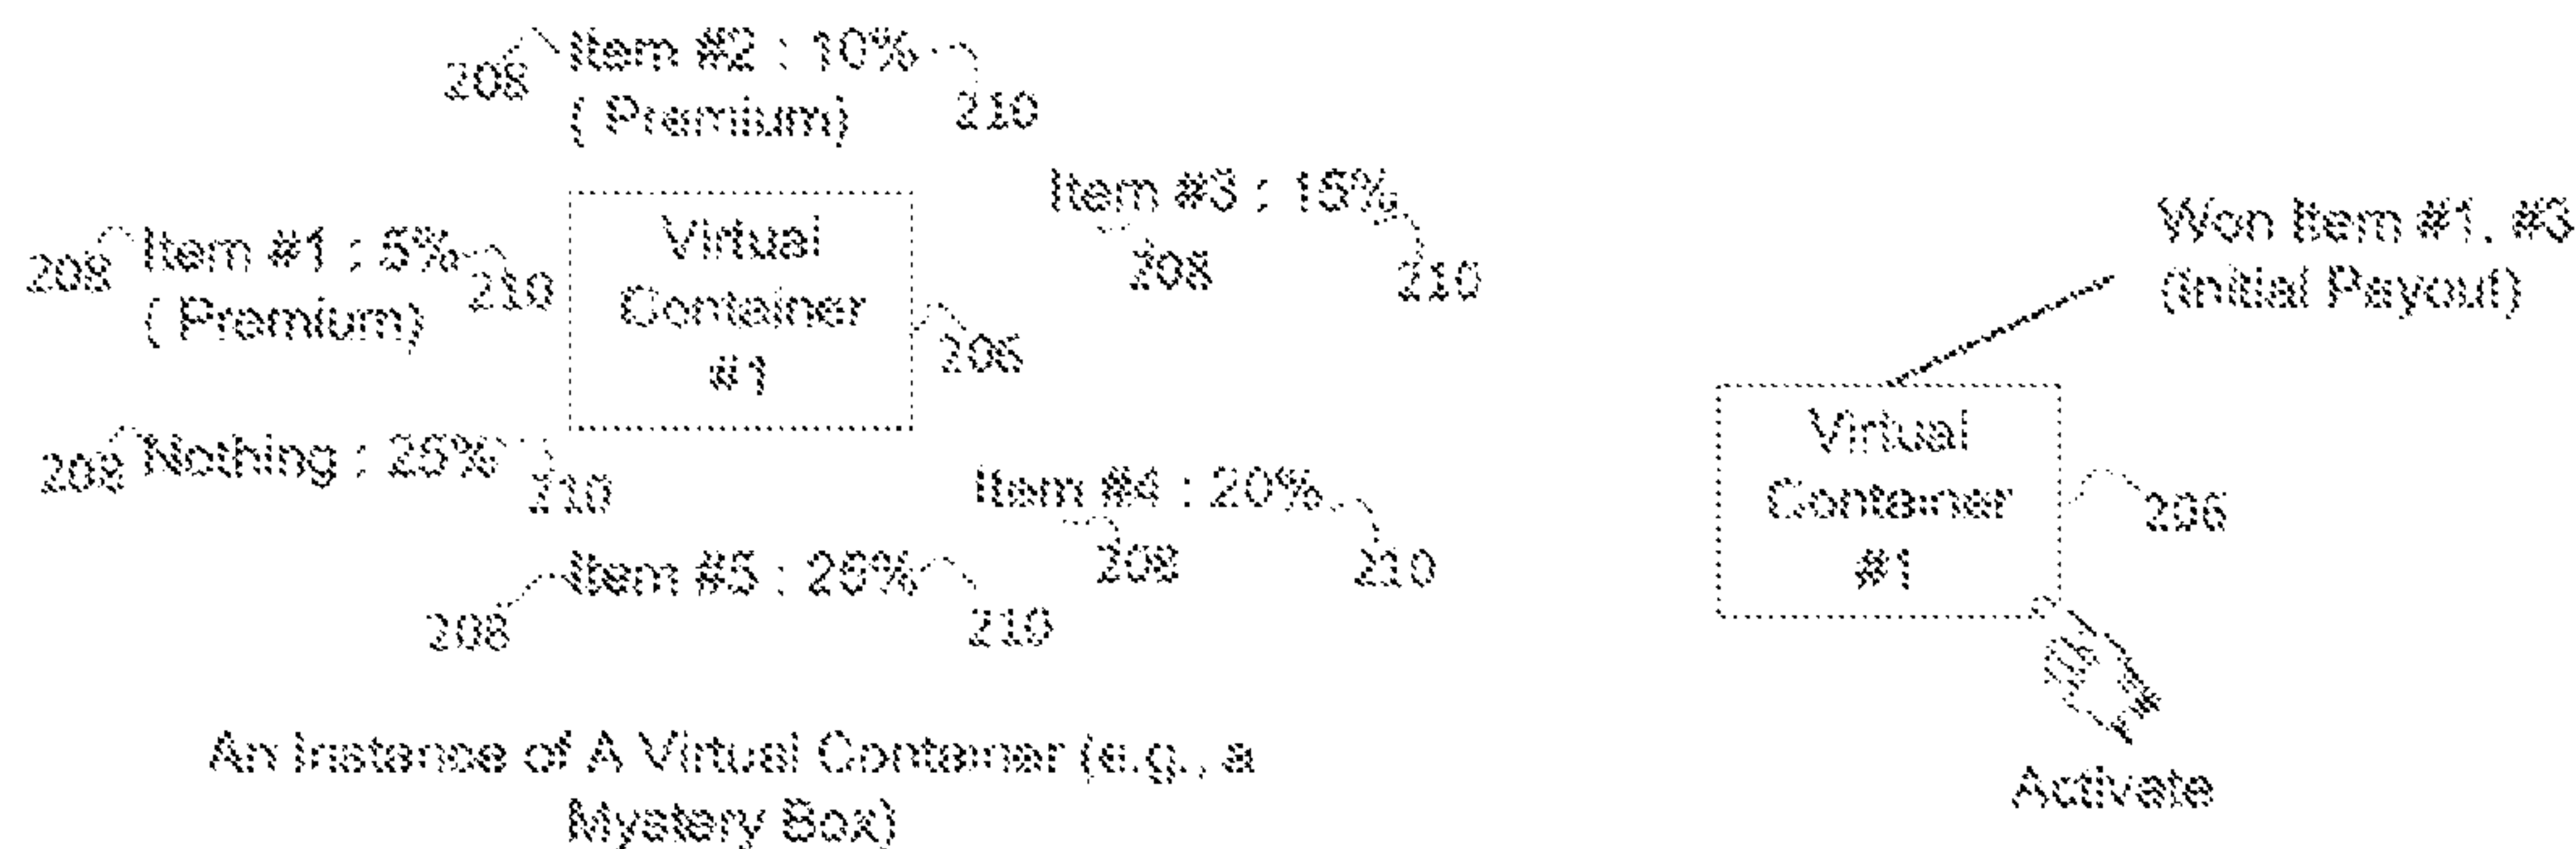 208 Item #2 : 10% 210
( Premium)
Item #3 : 15%
208 210
208 Item #1 : 5% 210
( Premium)
Virtual
Container
#1
206
208 Nothing : 25% 210
Item #4 : 20%
208 210
208 Item #5 : 25% 210
An Instance of A Virtual Container (e.g., a
Mystery Box)
Won Item #1, #3
(Initial Payout)
Virtual
Container
#1
206
Activate